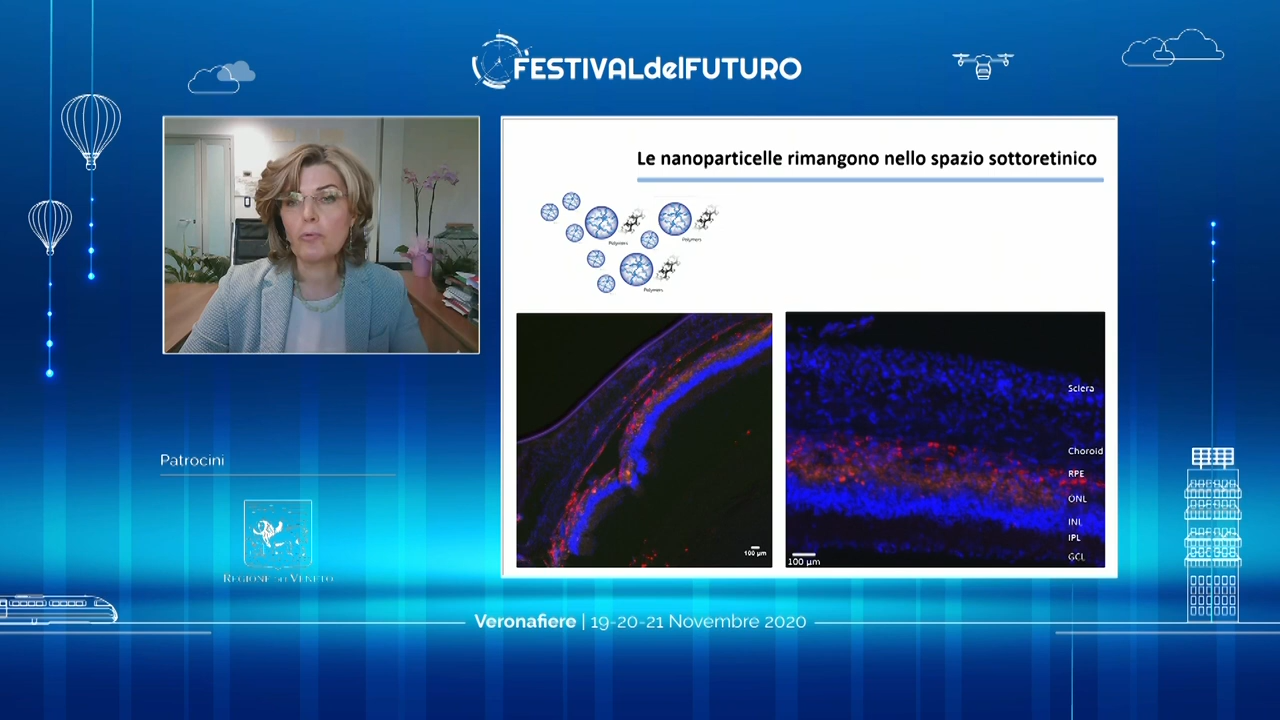 FESTIVALdelFUTURO
Le nanoparticelle rimangono nello spazio sottoretinico
Polymers
Polymers
Polymers
Sclera
Choroid
RPE
ONL
INL
IPL
GCL
100 µm
100 µm
Patrocini
REGIONE DEL VENETO
Veronafiere | 19-20-21 Novembre 2020